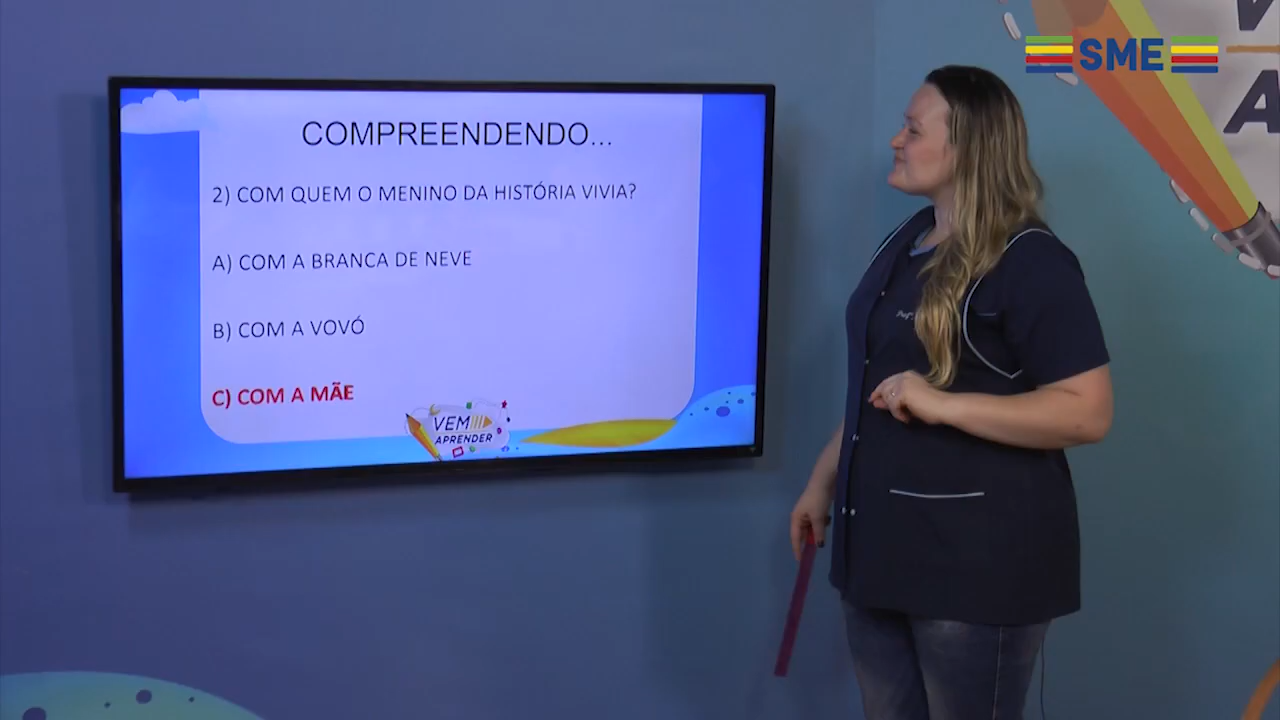 SME
COMPREENDENDO...
2) COM QUEM O MENINO DA HISTÓRIA VIVIA?
A) COM A BRANCA DE NEVE
B) COM A VOVÓ
C) COM A MÃE
VEM
APRENDER